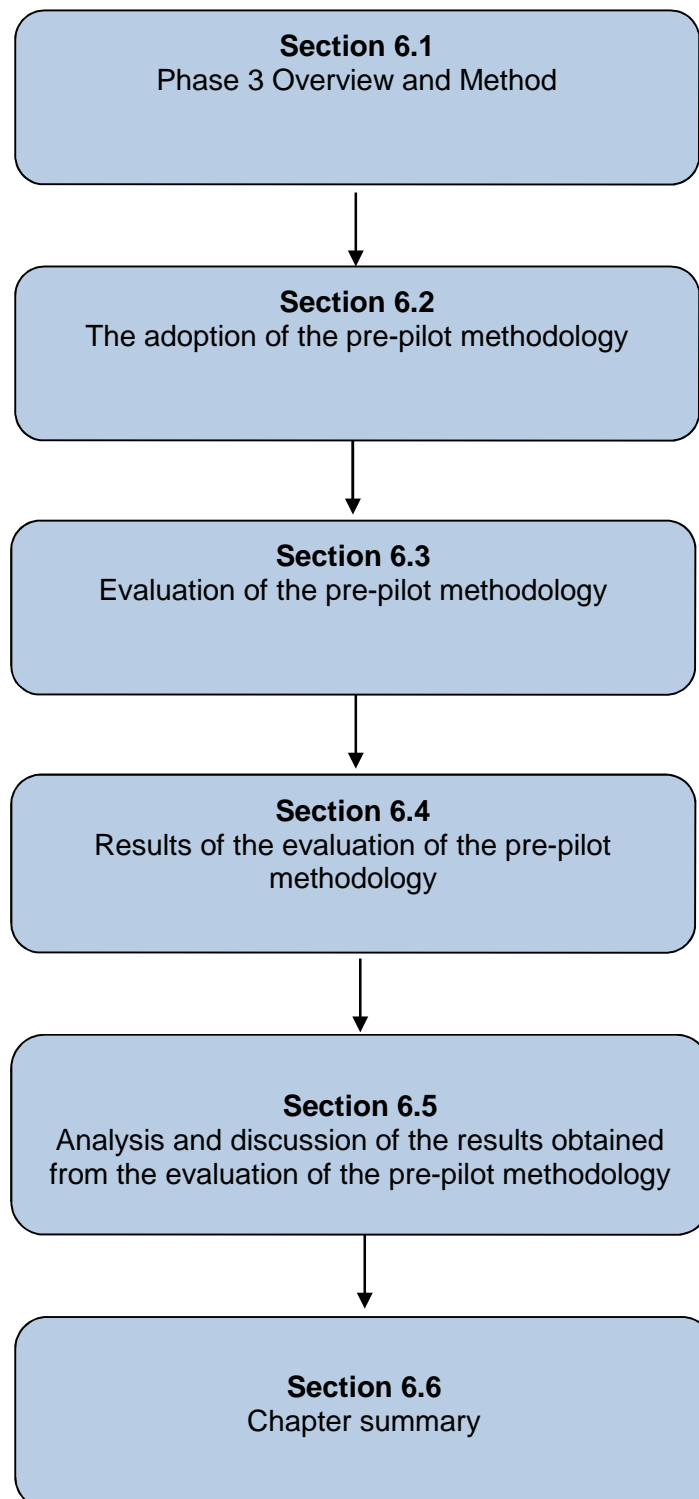 Section 6.1
Phase 3 Overview and Method
Section 6.2
The adoption of the pre-pilot methodology
Section 6.3
Evaluation of the pre-pilot methodology
Section 6.4
Results of the evaluation of the pre-pilot
methodology
Section 6.5
Analysis and discussion of the results obtained
from the evaluation of the pre-pilot methodology
Section 6.6
Chapter summary